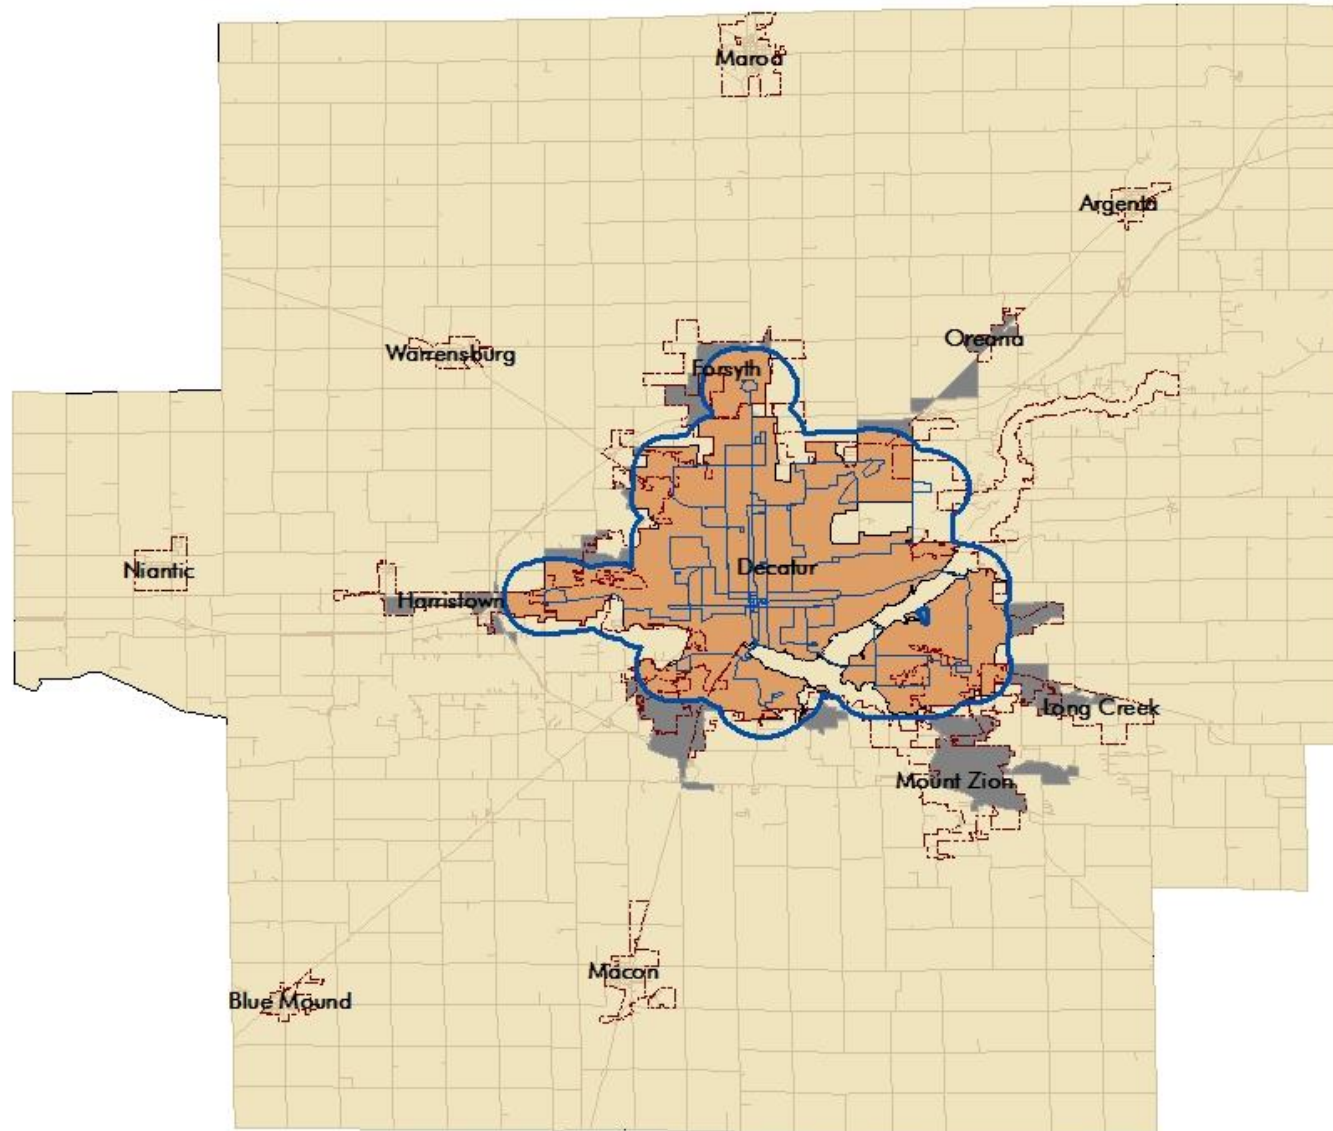 Maroa
Argenta
Oreana
Warrensburg
Forsyth
Decatur
Niantic
Harristown
Long Creek
Mount Zion
Macon
Blue Mound